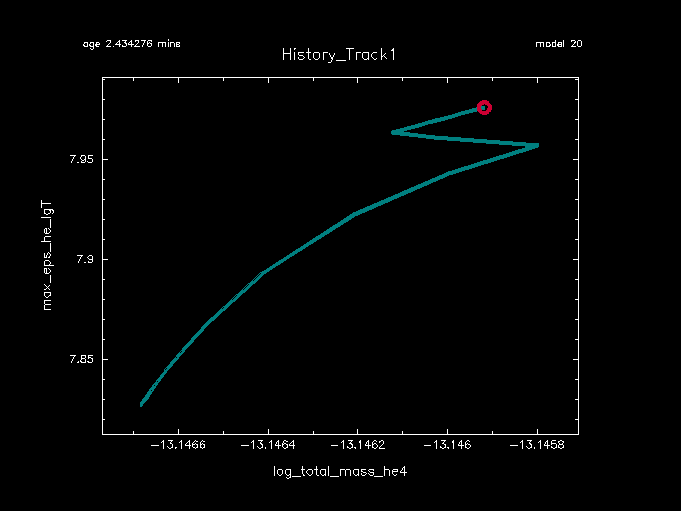 age 2.434276 mins
model 20
History_Track1
7.95
7.9
7.85
max_eps_he_lgT
−13.1466
−13.1464
−13.1462
−13.146
−13.1458
log_total_mass_he4